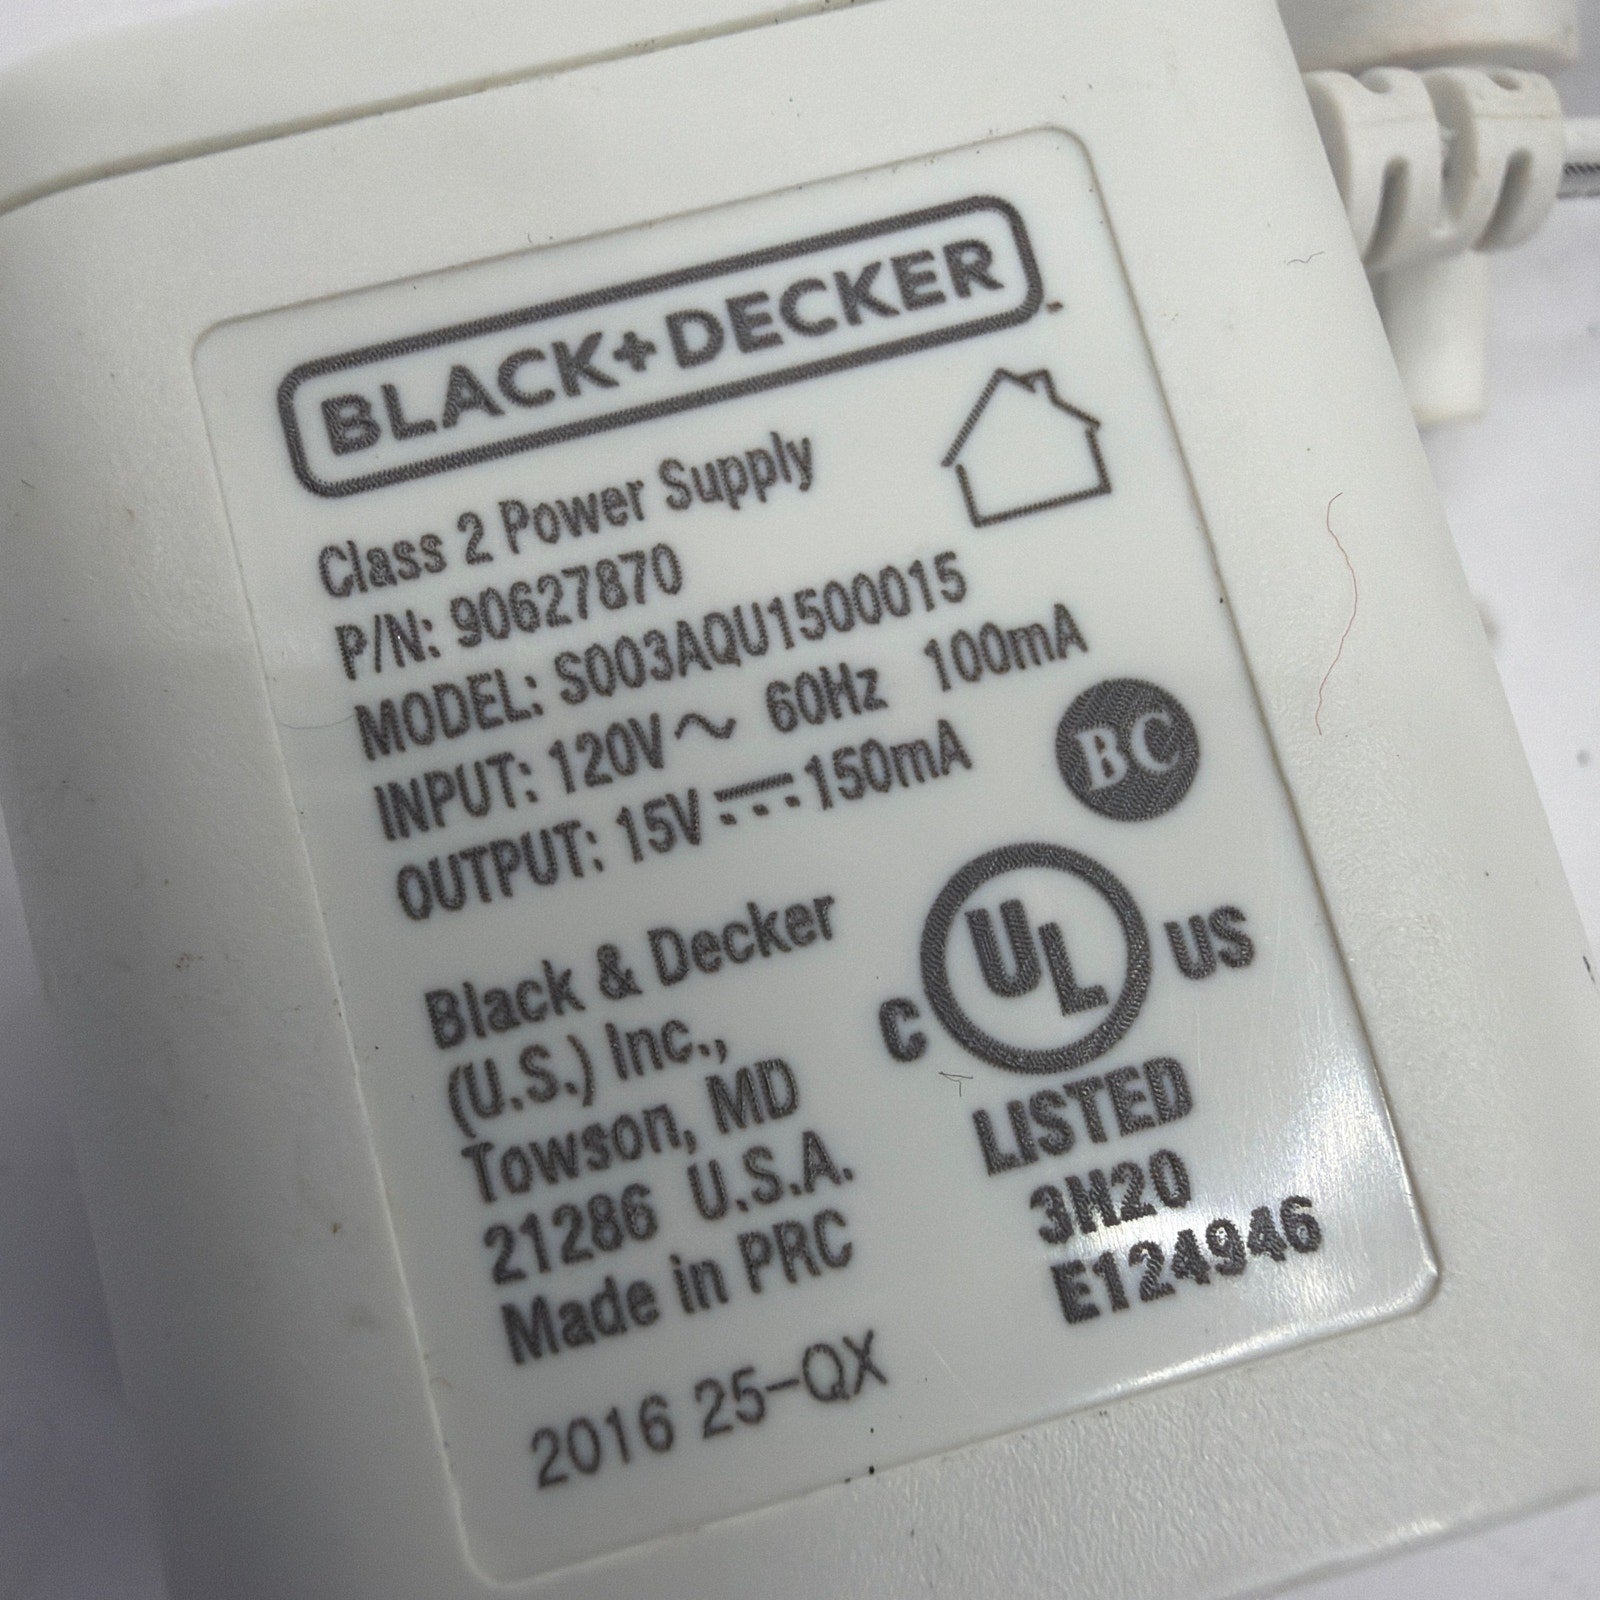 BLACK+DECKER
Class 2 Power Supply
P/N: 90627870
MODEL: S003AQU1500015
INPUT: 120V~ 60Hz 100mA
OUTPUT: 15V⎓150mA
BC
Black & Decker
(U.S.) Inc.,
Towson, MD
21286 U.S.A.
Made in PRC
2016 25-QX
C UL US
LISTED
3M20
E124946